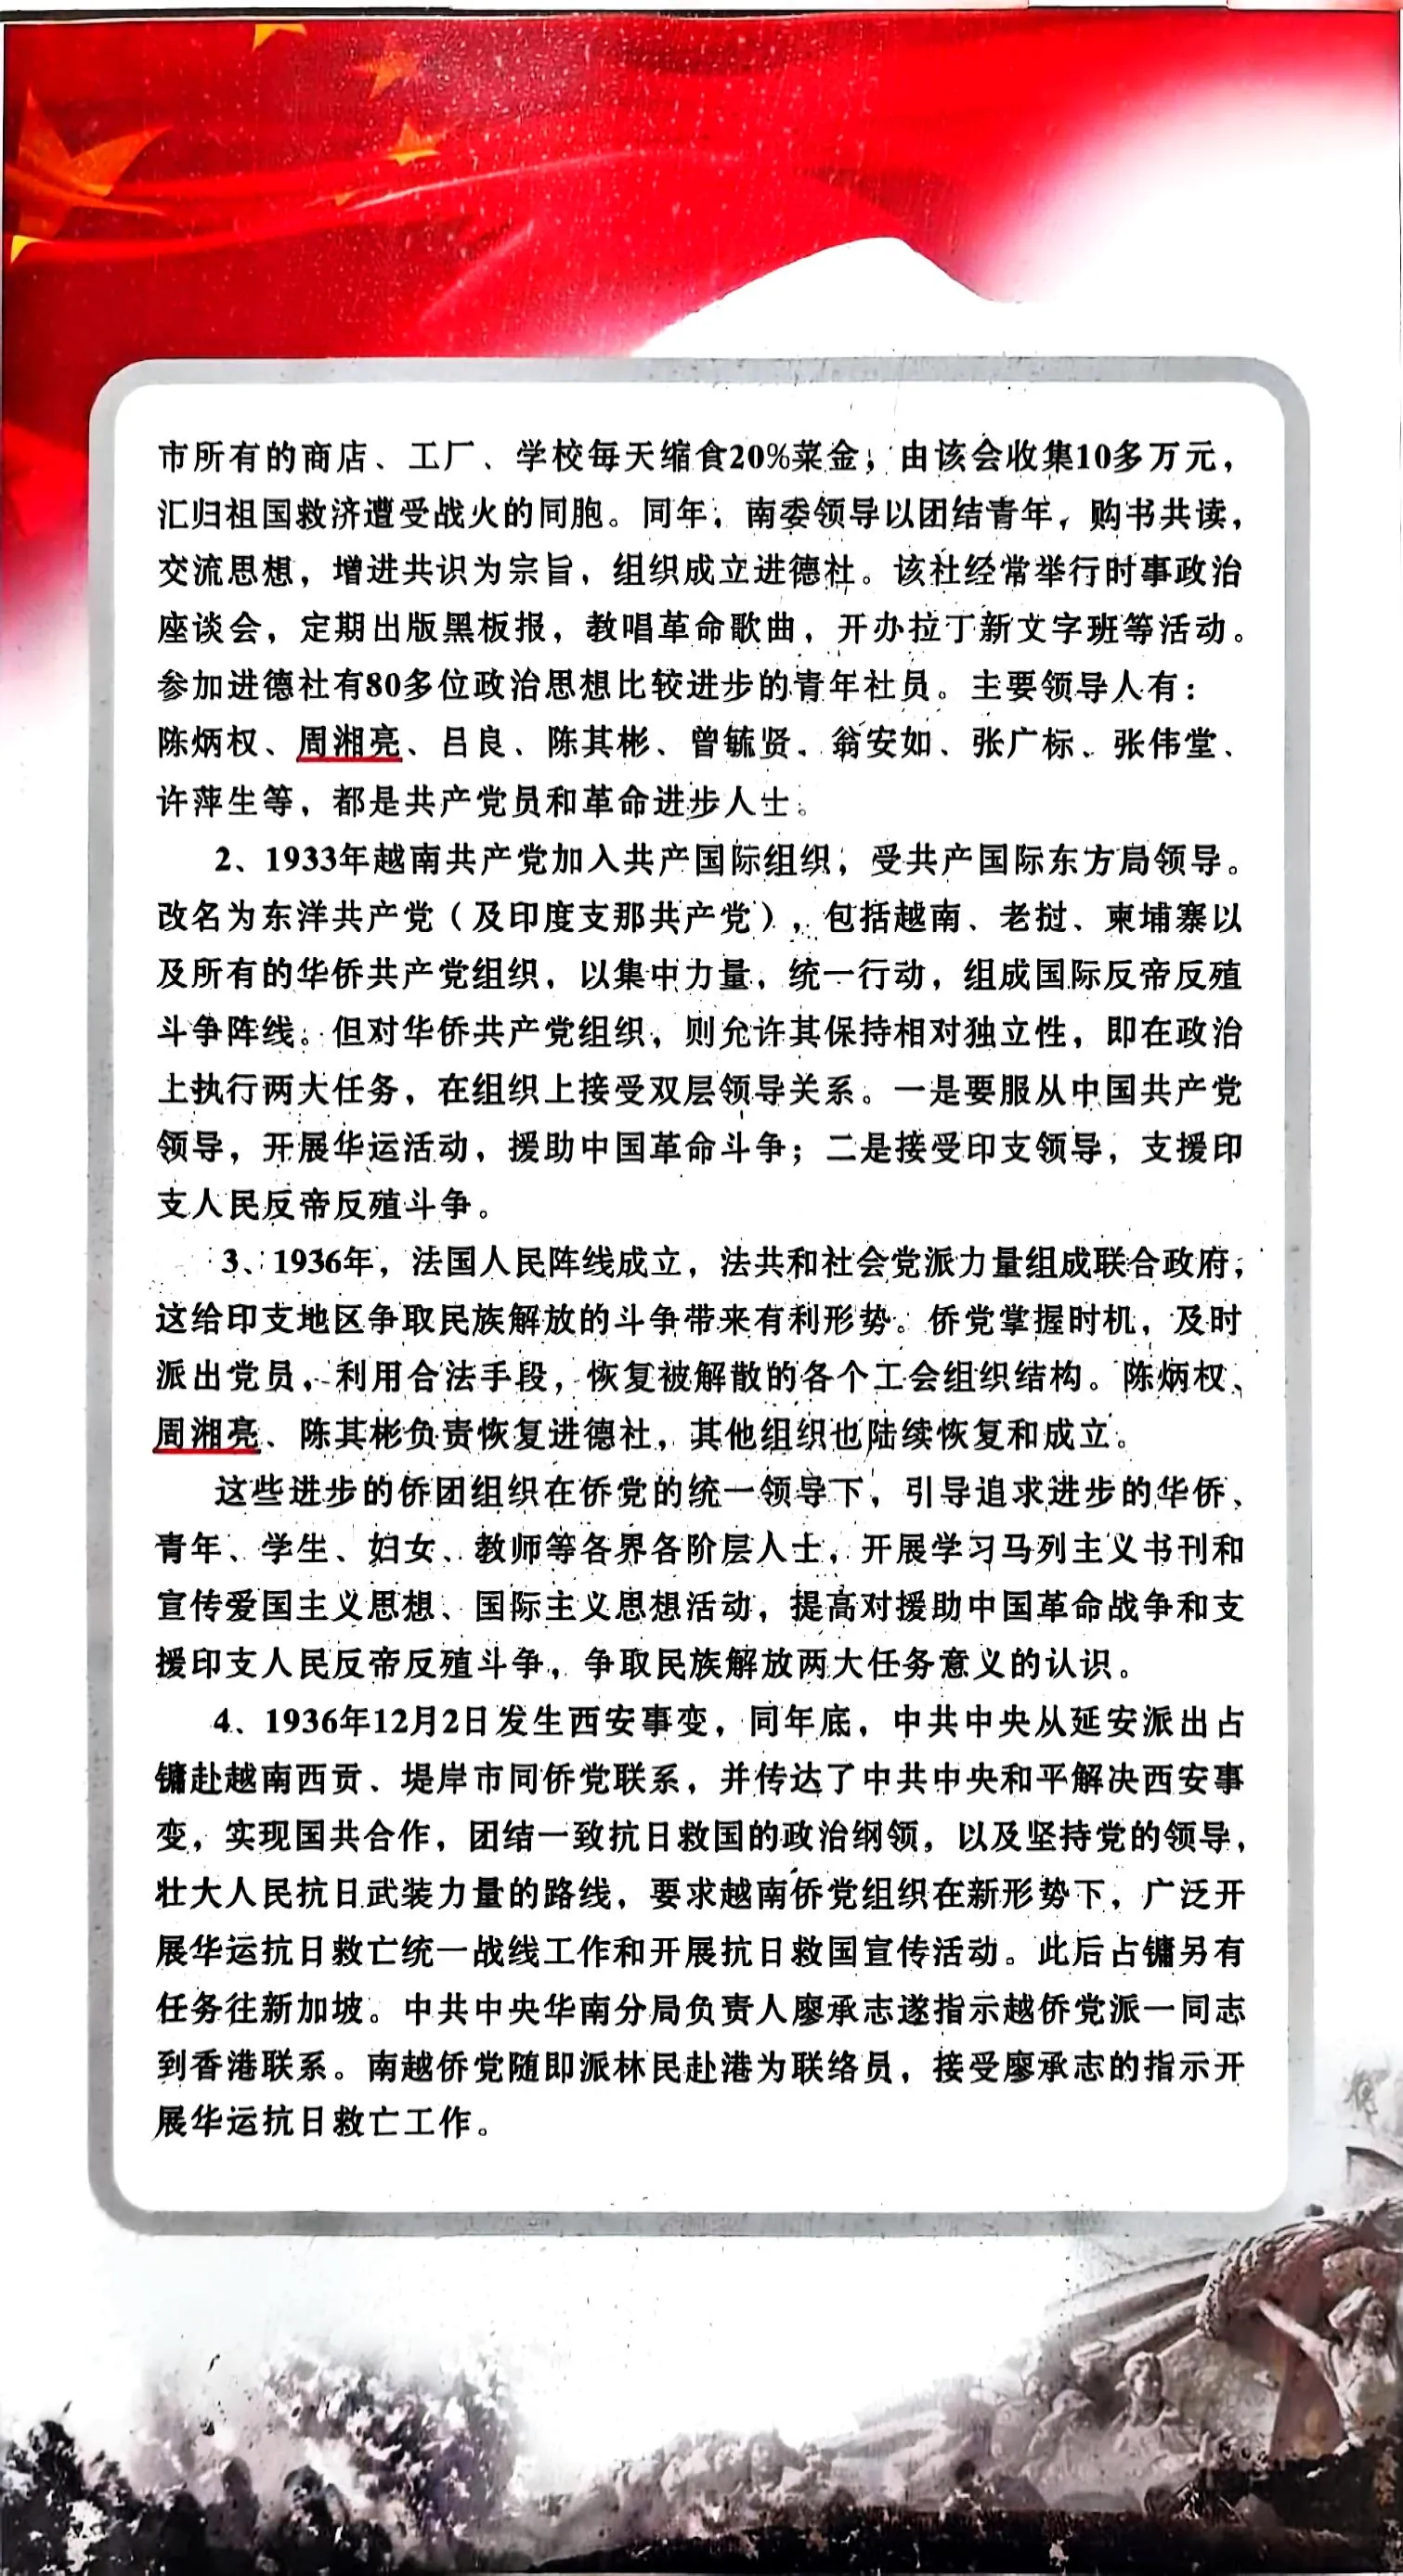 市所有的商店、工厂、学校每天缩食20%菜金，由该会收集10多万元，
汇归祖国救济遭受战火的同胞。同年，南委领导以团结青年，购书共读，
交流思想，增进共识为宗旨，组织成立进德社。该社经常举行时事政治
座谈会，定期出版黑板报，教唱革命歌曲，开办拉丁新文字班等活动。
参加进德社有80多位政治思想比较进步的青年社员。主要领导人有：
陈炳权、周湘亮、吕良、陈其彬、曾毓贤、翁安如、张广标、张伟堂、
许萍生等，都是共产党员和革命进步人士。
2、1933年越南共产党加入共产国际组织，受共产国际东方局领导。
改名为东洋共产党（及印度支那共产党），包括越南、老挝、柬埔寨以
及所有的华侨共产党组织，以集中力量，统一行动，组成国际反帝反殖
斗争阵线。但对华侨共产党组织，则允许其保持相对独立性，即在政治
上执行两大任务，在组织上接受双层领导关系。一是要服从中国共产党
领导，开展华运活动，援助中国革命斗争；二是接受印支领导，支援印
支人民反帝反殖斗争。
3、1936年，法国人民阵线成立，法共和社会党派力量组成联合政府，
这给印支地区争取民族解放的斗争带来有利形势。侨党掌握时机，及时
派出党员，利用合法手段，恢复被解散的各个工会组织结构。陈炳权、
周湘亮、陈其彬负责恢复进德社，其他组织也陆续恢复和成立。
这些进步的侨团组织在侨党的统一领导下，引导追求进步的华侨、
青年、学生、妇女、教师等各界各阶层人士，开展学习马列主义书刊和
宣传爱国主义思想、国际主义思想活动，提高对援助中国革命战争和支
援印支人民反帝反殖斗争，争取民族解放两大任务意义的认识。
4、1936年12月2日发生西安事变，同年底，中共中央从延安派出占
镛赴越南西贡、堤岸市同侨党联系，并传达了中共中央和平解决西安事
变，实现国共合作，团结一致抗日救国的政治纲领，以及坚持党的领导，
壮大人民抗日武装力量的路线，要求越南侨党组织在新形势下，广泛开
展华运抗日救亡统一战线工作和开展抗日救国宣传活动。此后占镛另有
任务往新加坡。中共中央华南分局负责人廖承志遂指示越侨党派一同志
到香港联系。南越侨党随即派林民赴港为联络员，接受廖承志的指示开
展华运抗日救亡工作。